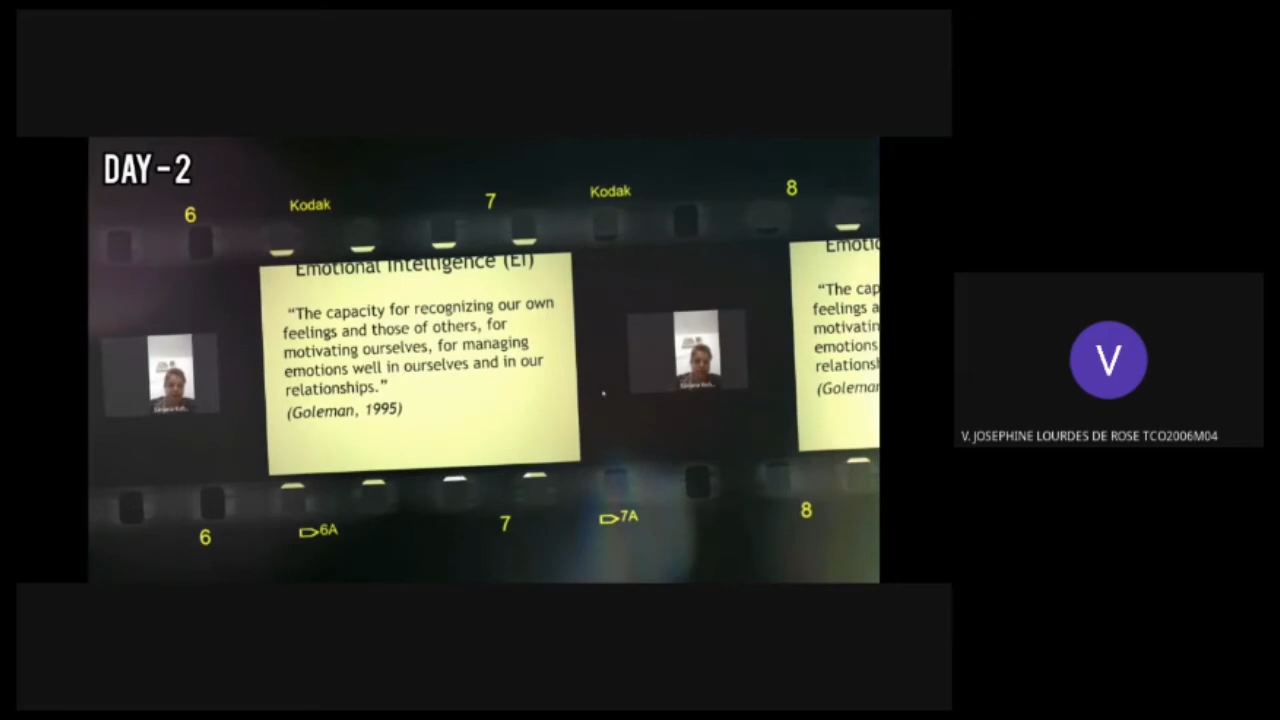 DAY - 2
6
Kodak
7
Kodak
8
Emotional Intelligence (EI)
“The capacity for recognizing our own
feelings and those of others, for
motivating ourselves, for managing
emotions well in ourselves and in our
relationships.”
(Goleman, 1995)
“The cap
feelings a
motivatin
emotions
relationsh
(Goleman
6
6A
7
7A
8
V
V. JOSEPHINE LOURDES DE ROSE TCO2006M04